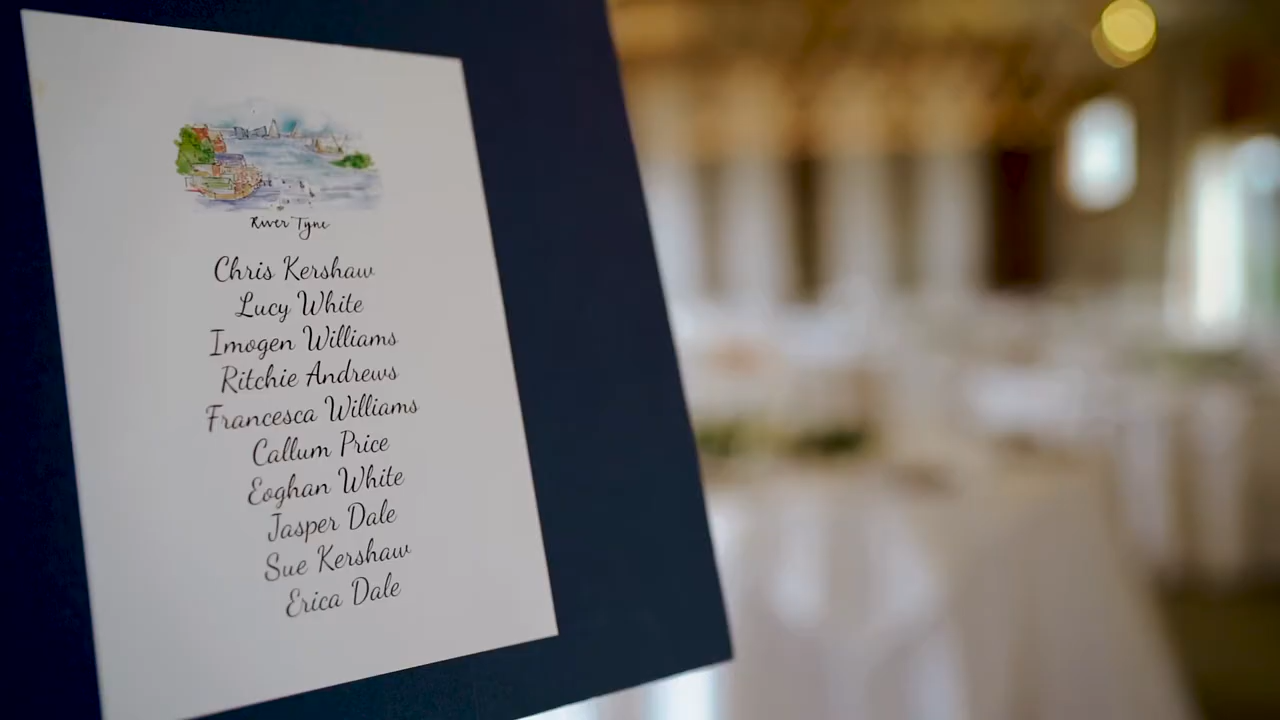 River Tyne
Chris Kershaw
Lucy White
Imogen Williams
Ritchie Andrews
Francesca Williams
Callum Price
Eoghan White
Jasper Dale
Sue Kershaw
Erica Dale